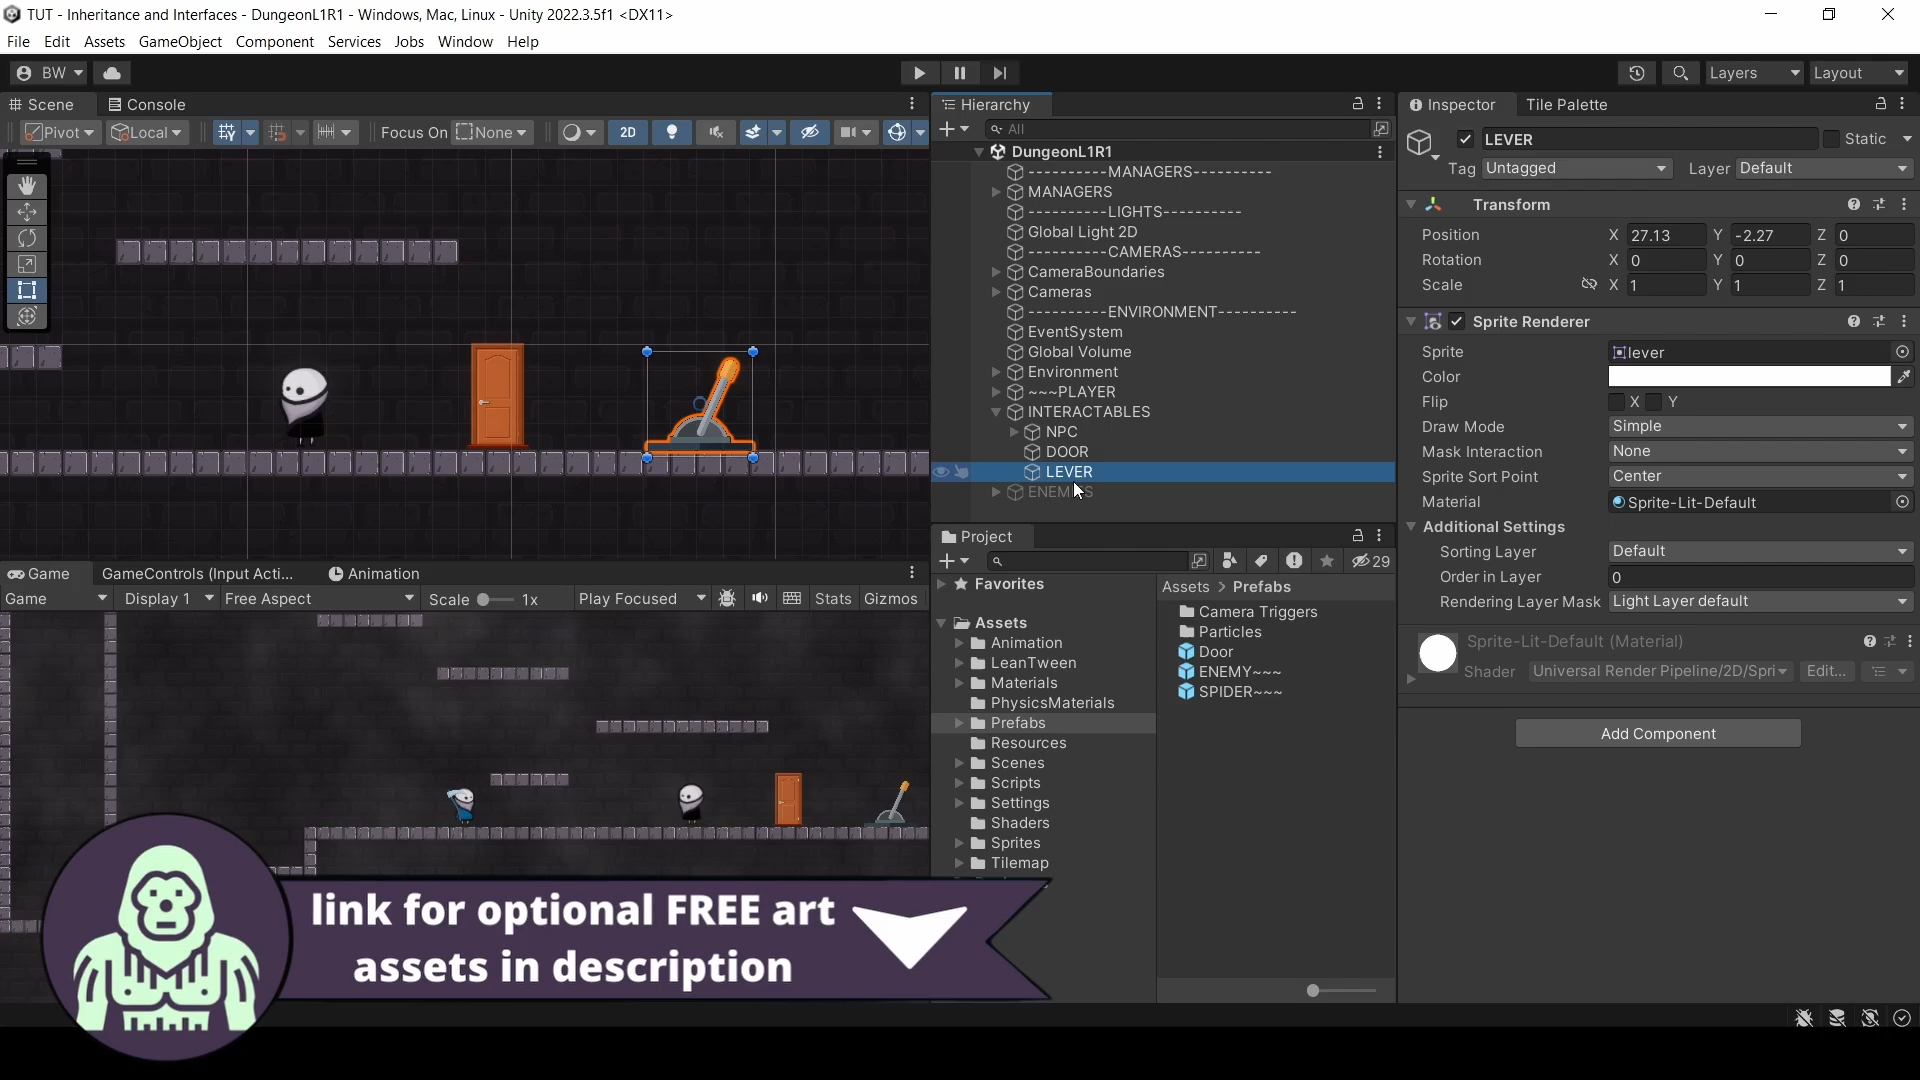 TUT - Inheritance and Interfaces - DungeonL1R1 - Windows, Mac, Linux - Unity 2022.3.5f1 <DX11>
File Edit Assets GameObject Component Services Jobs Window Help
BW Layers Layout
Scene Console
Pivot Local Focus On None 2D
Hierarchy
All
DungeonL1R1
----------MANAGERS----------
MANAGERS
----------LIGHTS----------
Global Light 2D
----------CAMERAS----------
CameraBoundaries
Cameras
----------ENVIRONMENT----------
EventSystem
Global Volume
Environment
~~~PLAYER
INTERACTABLES
NPC
DOOR
LEVER
ENEMIES
Inspector Tile Palette
LEVER Static
Tag Untagged Layer Default
Transform
Position X 27.13 Y -2.27 Z 0
Rotation X 0 Y 0 Z 0
Scale X 1 Y 1 Z 1
Sprite Renderer
Sprite lever
Color
Flip X Y
Draw Mode Simple
Mask Interaction None
Sprite Sort Point Center
Material Sprite-Lit-Default
Additional Settings
Sorting Layer Default
Order in Layer 0
Rendering Layer Mask Light Layer default
Sprite-Lit-Default (Material)
Shader Universal Render Pipeline/2D/Spri Edit...
Add Component
Game GameControls (Input Acti... Animation
Game Display 1 Free Aspect Scale 1x Play Focused Stats Gizmos
Project
29
Favorites
Assets
Animation
LeanTween
Materials
PhysicsMaterials
Prefabs
Resources
Scenes
Scripts
Settings
Shaders
Sprites
Tilemap
Assets > Prefabs
Camera Triggers
Particles
Door
ENEMY~~~
SPIDER~~~
link for optional FREE art
assets in description